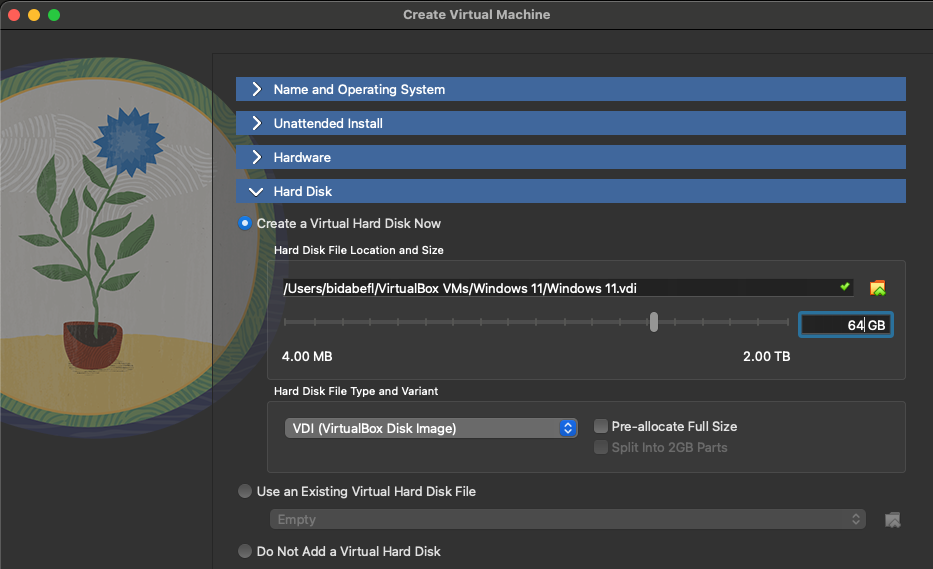 Create Virtual Machine
Name and Operating System
Unattended Install
Hardware
Hard Disk
Create a Virtual Hard Disk Now
Hard Disk File Location and Size
/Users/bidabefl/VirtualBox VMs/Windows 11/Windows 11.vdi
64 GB
4.00 MB 2.00 TB
Hard Disk File Type and Variant
VDI (VirtualBox Disk Image) Pre-allocate Full Size
Split Into 2GB Parts
Use an Existing Virtual Hard Disk File
Empty
Do Not Add a Virtual Hard Disk